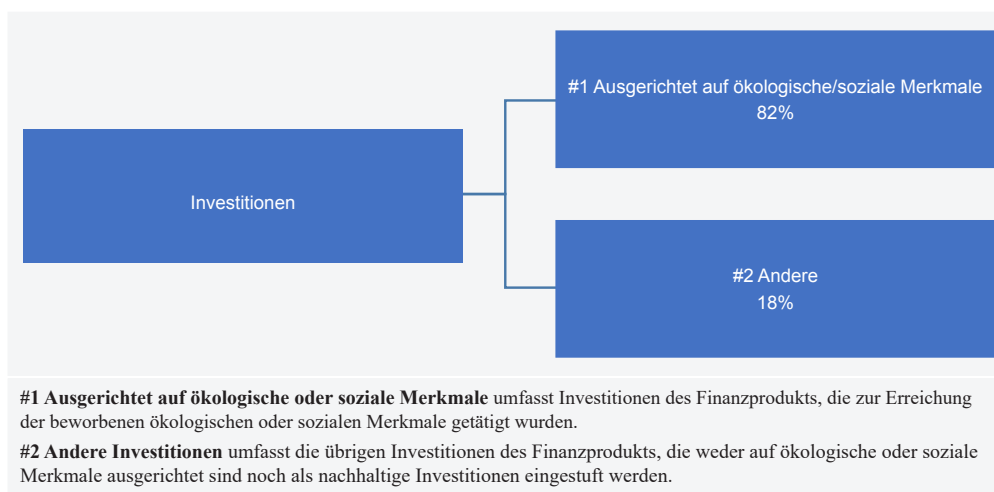 #1 Ausgerichtet auf ökologische/soziale Merkmale
82%
Investitionen
#2 Andere
18%
#1 Ausgerichtet auf ökologische oder soziale Merkmale umfasst Investitionen des Finanzprodukts, die zur Erreichung
der beworbenen ökologischen oder sozialen Merkmale getätigt wurden.
#2 Andere Investitionen umfasst die übrigen Investitionen des Finanzprodukts, die weder auf ökologische oder soziale
Merkmale ausgerichtet sind noch als nachhaltige Investitionen eingestuft werden.